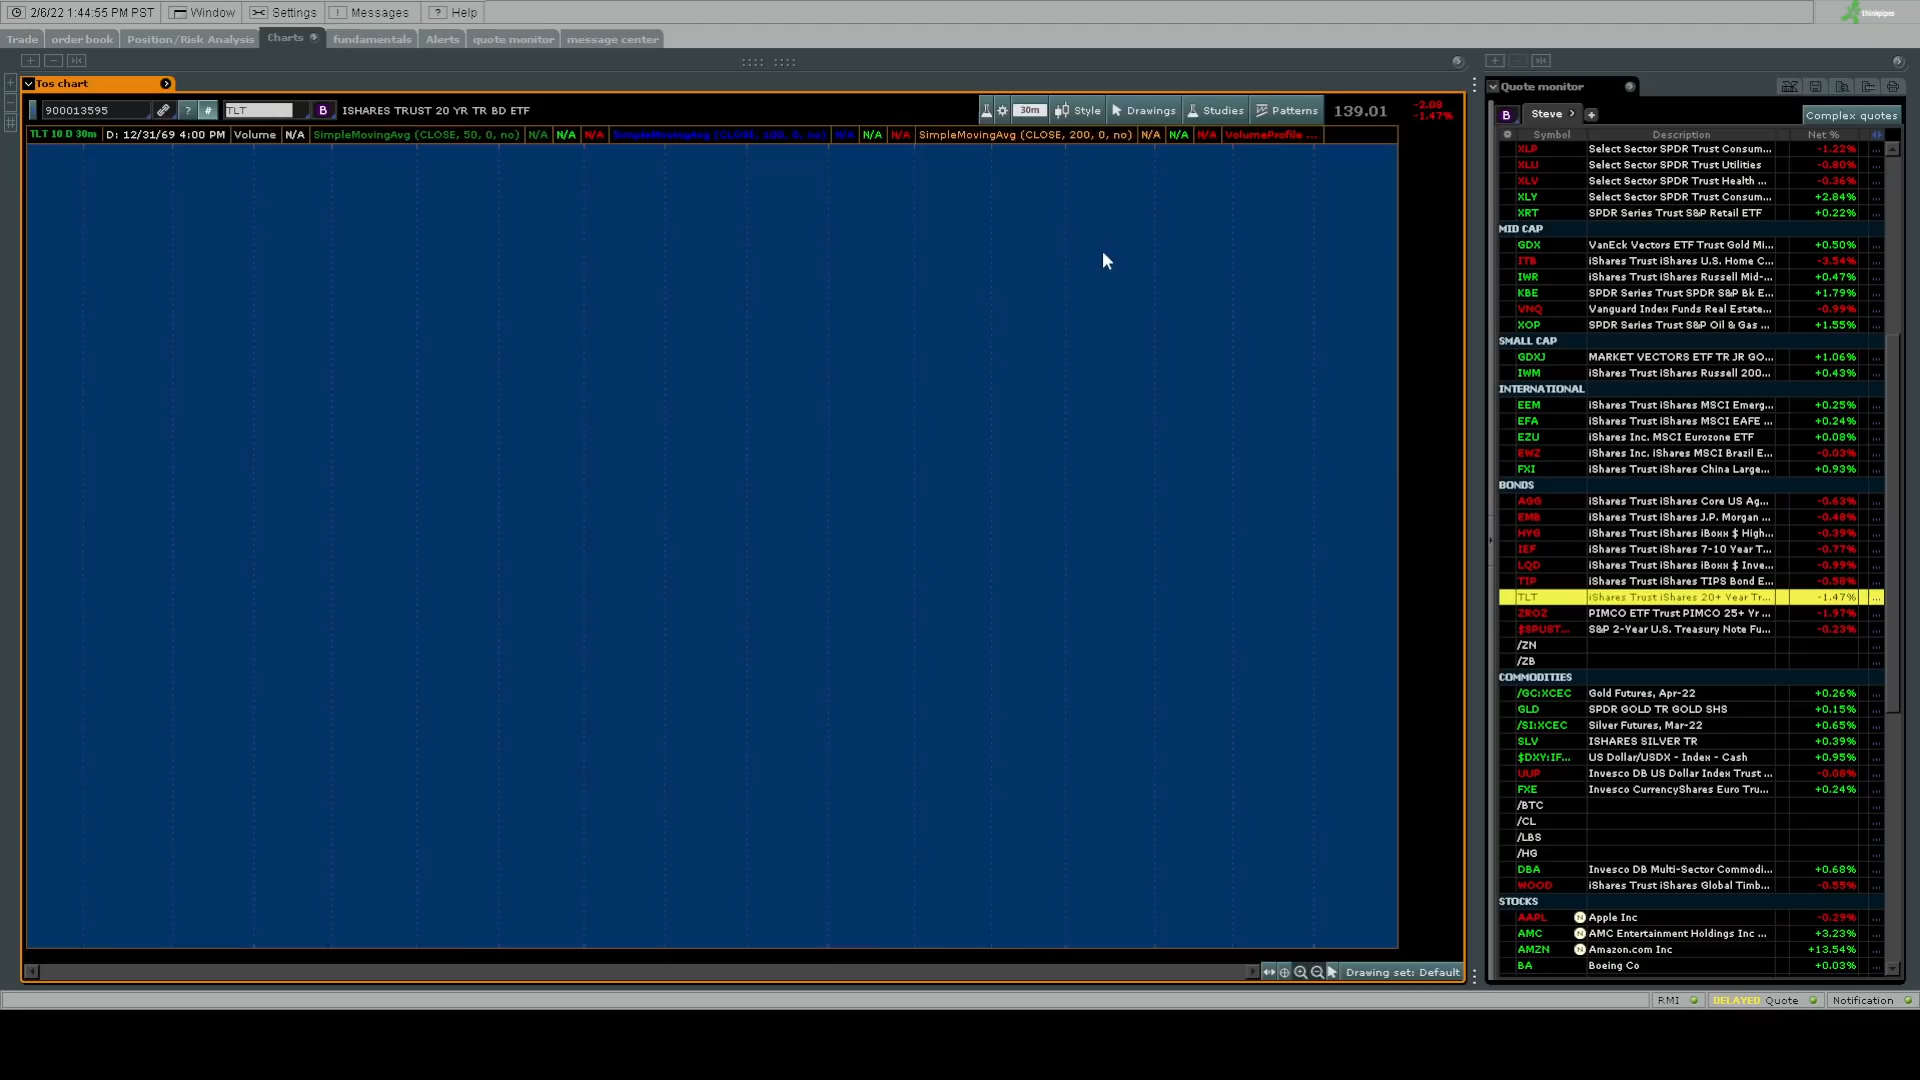 2/6/22 1:44:55 PM PST Window Settings Messages ? Help thinkpipes
Trade order book Position/Risk Analysis Charts fundamentals Alerts quote monitor message center
Tos chart
900013595 ? # TLT B ISHARES TRUST 20 YR TR BD ETF 30m Style Drawings Studies Patterns 139.01 -2.08 -1.47%
TLT 10 D 30m D: 12/31/69 4:00 PM Volume N/A SimpleMovingAvg (CLOSE, 50, 0, no) N/A N/A N/A SimpleMovingAvg (CLOSE, 100, 0, no) N/A N/A N/A SimpleMovingAvg (CLOSE, 200, 0, no) N/A N/A N/A VolumeProfile ...
Drawing set: Default
Quote monitor
B Steve > + Complex quotes
Symbol Description Net %
XLP Select Sector SPDR Trust Consum... -1.22%
XLU Select Sector SPDR Trust Utilities -0.80%
XLV Select Sector SPDR Trust Health ... -0.36%
XLY Select Sector SPDR Trust Consum... +2.84%
XRT SPDR Series Trust S&P Retail ETF +0.22%
MID CAP
GDX VanEck Vectors ETF Trust Gold Mi... +0.50%
ITB iShares Trust iShares U.S. Home C... -3.54%
IWR iShares Trust iShares Russell Mid-... +0.47%
KBE SPDR Series Trust SPDR S&P Bk E... +1.79%
VNQ Vanguard Index Funds Real Estate... -0.99%
XOP SPDR Series Trust S&P Oil & Gas ... +1.55%
SMALL CAP
GDXJ MARKET VECTORS ETF TR JR GO... +1.06%
IWM iShares Trust iShares Russell 200... +0.43%
INTERNATIONAL
EEM iShares Trust iShares MSCI Emerg... +0.25%
EFA iShares Trust iShares MSCI EAFE ... +0.24%
EZU iShares Inc. MSCI Eurozone ETF +0.08%
EWZ iShares Inc. iShares MSCI Brazil E... -0.03%
FXI iShares Trust iShares China Large... +0.93%
BONDS
AGG iShares Trust iShares Core US Ag... -0.63%
EMB iShares Trust iShares J.P. Morgan ... -0.48%
HYG iShares Trust iShares iBoxx $ High... -0.39%
IEF iShares Trust iShares 7-10 Year T... -0.77%
LQD iShares Trust iShares iBoxx $ Inve... -0.99%
TIP iShares Trust iShares TIPS Bond E... -0.58%
TLT iShares Trust iShares 20+ Year Tr... -1.47%
ZROZ PIMCO ETF Trust PIMCO 25+ Yr ... -1.97%
$SPUST... S&P 2-Year U.S. Treasury Note Fu... -0.23%
/ZN
/ZB
COMMODITIES
/GC:XCEC Gold Futures, Apr-22 +0.26%
GLD SPDR GOLD TR GOLD SHS +0.15%
/SI:XCEC Silver Futures, Mar-22 +0.65%
SLV ISHARES SILVER TR +0.39%
$DXY:IF... US Dollar/USDX - Index - Cash +0.95%
UUP Invesco DB US Dollar Index Trust ... -0.08%
FXE Invesco CurrencyShares Euro Tru... +0.24%
/BTC
/CL
/LBS
/HG
DBA Invesco DB Multi-Sector Commodi... +0.68%
WOOD iShares Trust iShares Global Timb... -0.55%
STOCKS
AAPL N Apple Inc -0.29%
AMC N AMC Entertainment Holdings Inc ... +3.23%
AMZN N Amazon.com Inc +13.54%
BA Boeing Co +0.03%
RMI DELAYED Quote Notification